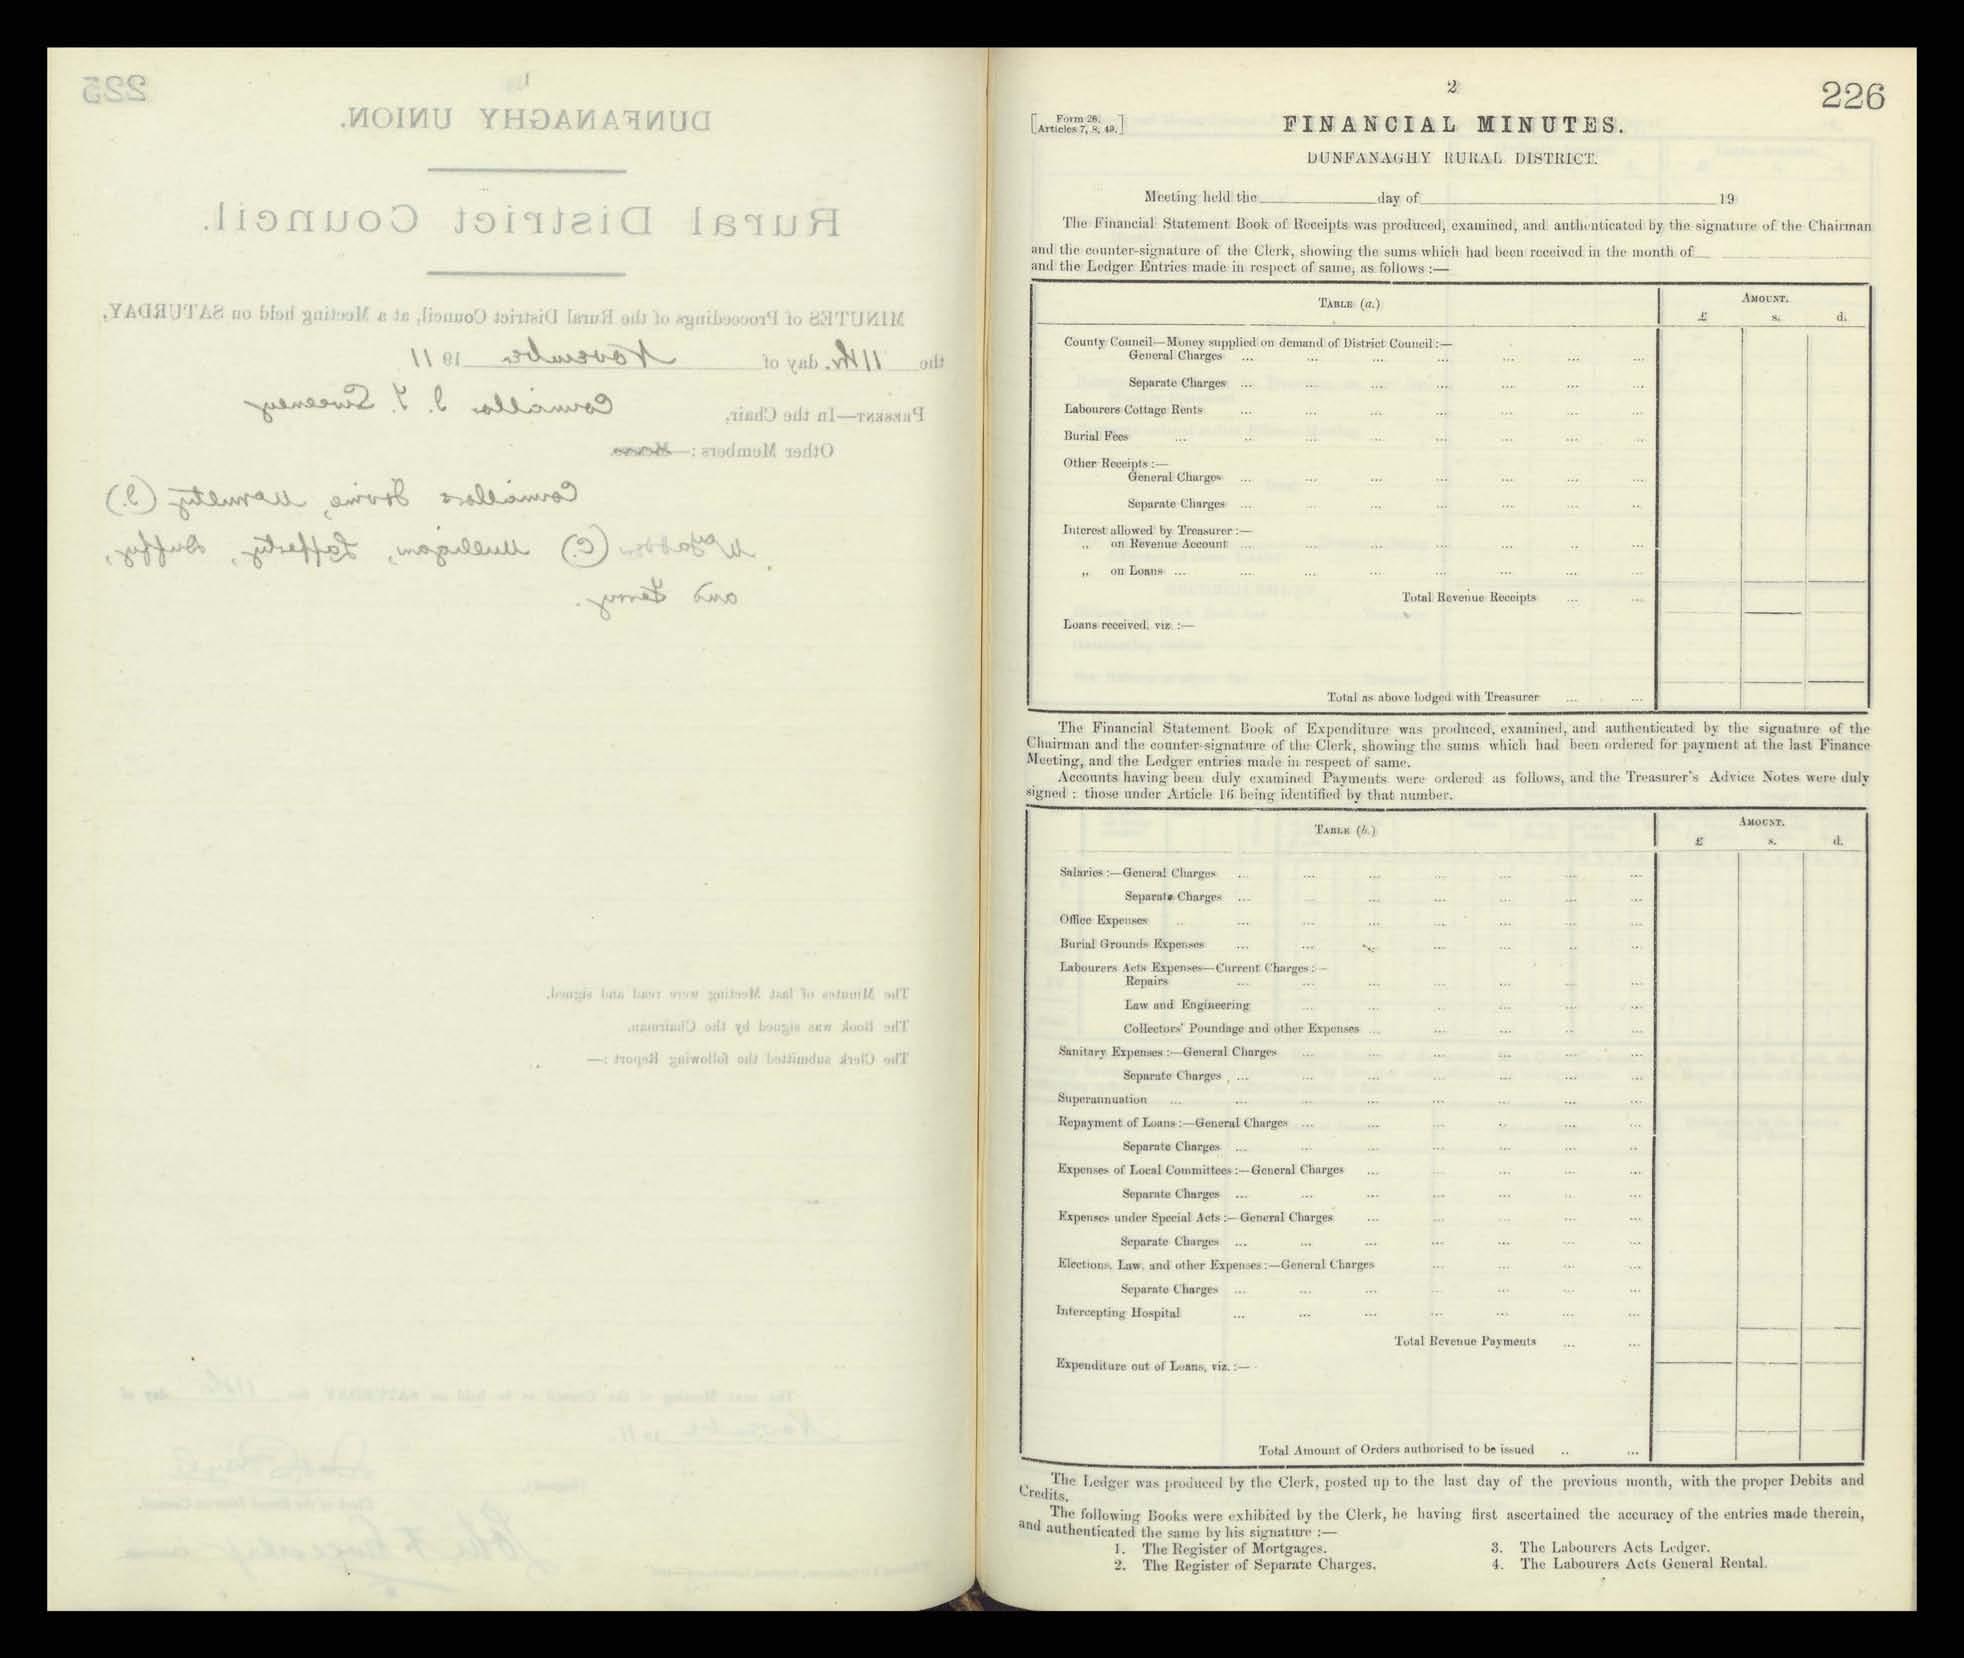 225
DUNFANAGHY UNION.
Rural District Council.
MINUTES of Proceedings of the Rural District Council, at a Meeting held on SATURDAY,
the 11th. day of November 1911
PRESENT—In the Chair, Councillor J. T. Sweeney
Other Members :—
Councillors Irvine,
(C.) Mulligan, Lafferty, Duffy,
and Ferry.
The Minutes of last Meeting were read and signed.
The Book was signed by the Chairman.
The Clerk submitted the following Report :—
2
226
[Form 26. Articles 7, 8, 49.]
FINANCIAL MINUTES.
DUNFANAGHY RURAL DISTRICT.
Meeting held the day of 19
The Financial Statement Book of Receipts was produced, examined, and authenticated by the signature of the Chairman
and the counter-signature of the Clerk, showing the sums which had been received in the month of
and the Ledger Entries made in respect of same, as follows :—
TABLE (a.) AMOUNT.
£ s. d.
County Council—Money supplied on demand of District Council :—
General Charges ... ... ... ... ... ... ...
Separate Charges ... ... ... ... ... ... ...
Labourers Cottage Rents ... ... ... ... ... ... ...
Burial Fees ... ... ... ... ... ... ... ...
Other Receipts :—
General Charges ... ... ... ... ... ... ...
Separate Charges ... ... ... ... ... ... ...
Interest allowed by Treasurer :—
„ on Revenue Account ... ... ... ... ... ... ...
„ on Loans ... ... ... ... ... ... ... ...
Total Revenue Receipts ... ...
Loans received, viz. :—
Total as above lodged with Treasurer ... ...
The Financial Statement Book of Expenditure was produced, examined, and authenticated by the signature of the
Chairman and the counter-signature of the Clerk, showing the sums which had been ordered for payment at the last Finance
Meeting, and the Ledger entries made in respect of same.
Accounts having been duly examined Payments were ordered as follows, and the Treasurer's Advice Notes were duly
signed : those under Article 16 being identified by that number.
TABLE (b.) AMOUNT.
£ s. d.
Salaries :—General Charges ... ... ... ... ... ... ...
Separate Charges ... ... ... ... ... ... ...
Office Expenses ... ... ... ... ... ... ... ...
Burial Grounds Expenses ... ... ... ... ... ... ...
Labourers Acts Expenses—Current Charges :—
Repairs ... ... ... ... ... ... ...
Law and Engineering ... ... ... ... ... ...
Collectors' Poundage and other Expenses ... ... ... ... ...
Sanitary Expenses :—General Charges ... ... ... ... ... ...
Separate Charges ... ... ... ... ... ... ...
Superannuation ... ... ... ... ... ... ... ...
Repayment of Loans :—General Charges ... ... ... ... ... ...
Separate Charges ... ... ... ... ... ... ...
Expenses of Local Committees :—General Charges ... ... ... ... ...
Separate Charges ... ... ... ... ... ... ...
Expenses under Special Acts :—General Charges ... ... ... ... ...
Separate Charges ... ... ... ... ... ... ...
Elections, Law, and other Expenses :—General Charges ... ... ... ...
Separate Charges ... ... ... ... ... ... ...
Intercepting Hospital ... ... ... ... ... ... ...
Total Revenue Payments ... ...
Expenditure out of Loans, viz. :—
Total Amount of Orders authorised to be issued ... ...
The Ledger was produced by the Clerk, posted up to the last day of the previous month, with the proper Debits and
Credits.
The following Books were exhibited by the Clerk, he having first ascertained the accuracy of the entries made therein,
and authenticated the same by his signature :—
1. The Register of Mortgages. 3. The Labourers Acts Ledger.
2. The Register of Separate Charges. 4. The Labourers Acts General Rental.